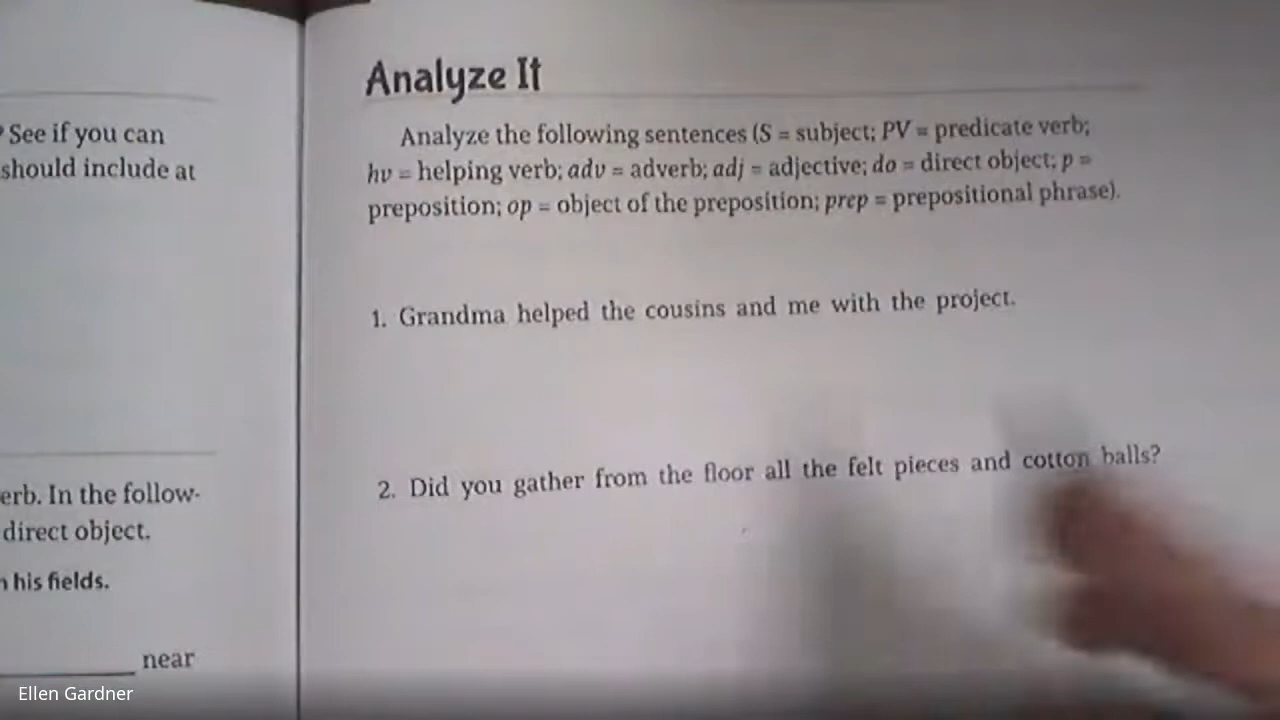 See if you can
should include at
erb. In the follow-
direct object.
his fields.
near
Analyze It
Analyze the following sentences (S = subject; PV = predicate verb;
hv = helping verb; adv = adverb; adj = adjective; do = direct object; p =
preposition; op = object of the preposition; prep = prepositional phrase).
1. Grandma helped the cousins and me with the project.
2. Did you gather from the floor all the felt pieces and cotton balls?
Ellen Gardner